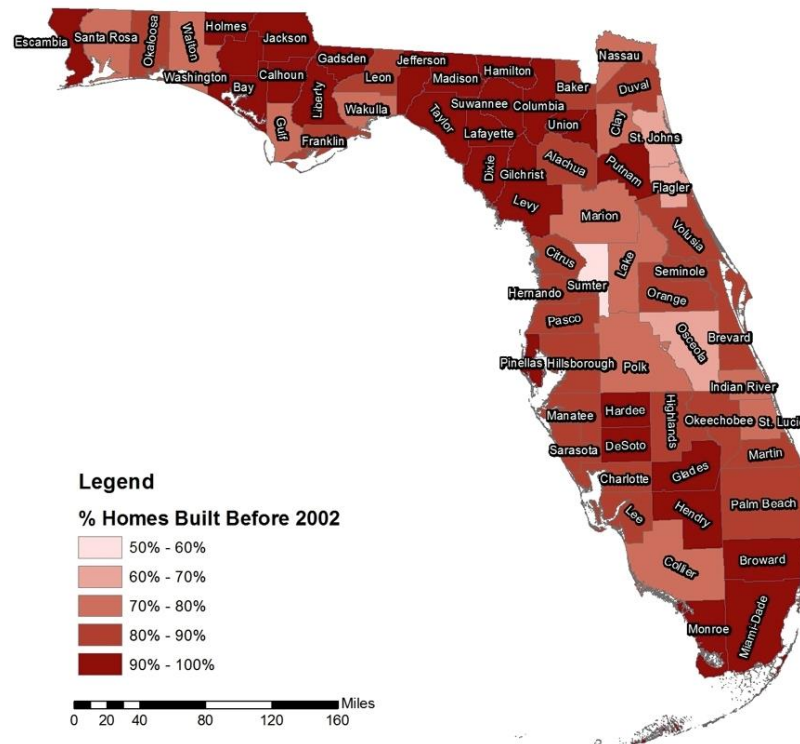 Escambia
Santa Rosa
Okaloosa
Walton
Holmes
Jackson
Washington
Bay
Calhoun
Gulf
Liberty
Gadsden
Franklin
Leon
Wakulla
Jefferson
Madison
Taylor
Hamilton
Suwannee
Lafayette
Dixie
Columbia
Gilchrist
Levy
Union
Baker
Alachua
Nassau
Duval
Clay
St. Johns
Putnam
Flagler
Marion
Volusia
Citrus
Sumter
Lake
Seminole
Hernando
Orange
Pasco
Osceola
Brevard
Pinellas
Hillsborough
Polk
Indian River
Manatee
Hardee
Highlands
Okeechobee
St. Luci
Sarasota
DeSoto
Martin
Charlotte
Glades
Lee
Hendry
Palm Beach
Collier
Broward
Monroe
Miami-Dade
Legend
% Homes Built Before 2002
50% - 60%
60% - 70%
70% - 80%
80% - 90%
90% - 100%
Miles
0 20 40 80 120 160